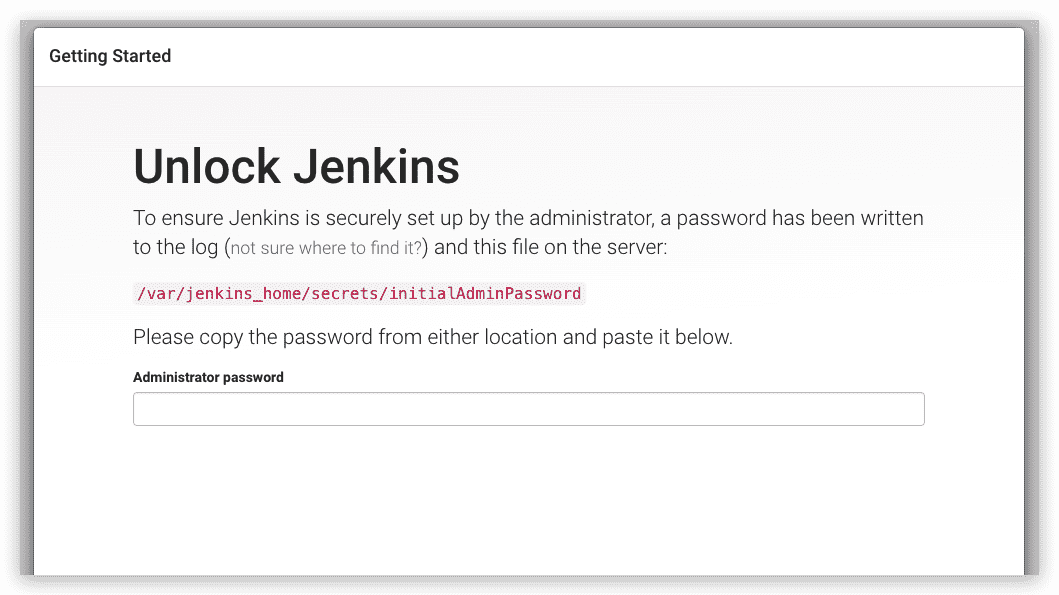 Getting Started
Unlock Jenkins
To ensure Jenkins is securely set up by the administrator, a password has been written
to the log (not sure where to find it?) and this file on the server:
/var/jenkins_home/secrets/initialAdminPassword
Please copy the password from either location and paste it below.
Administrator password